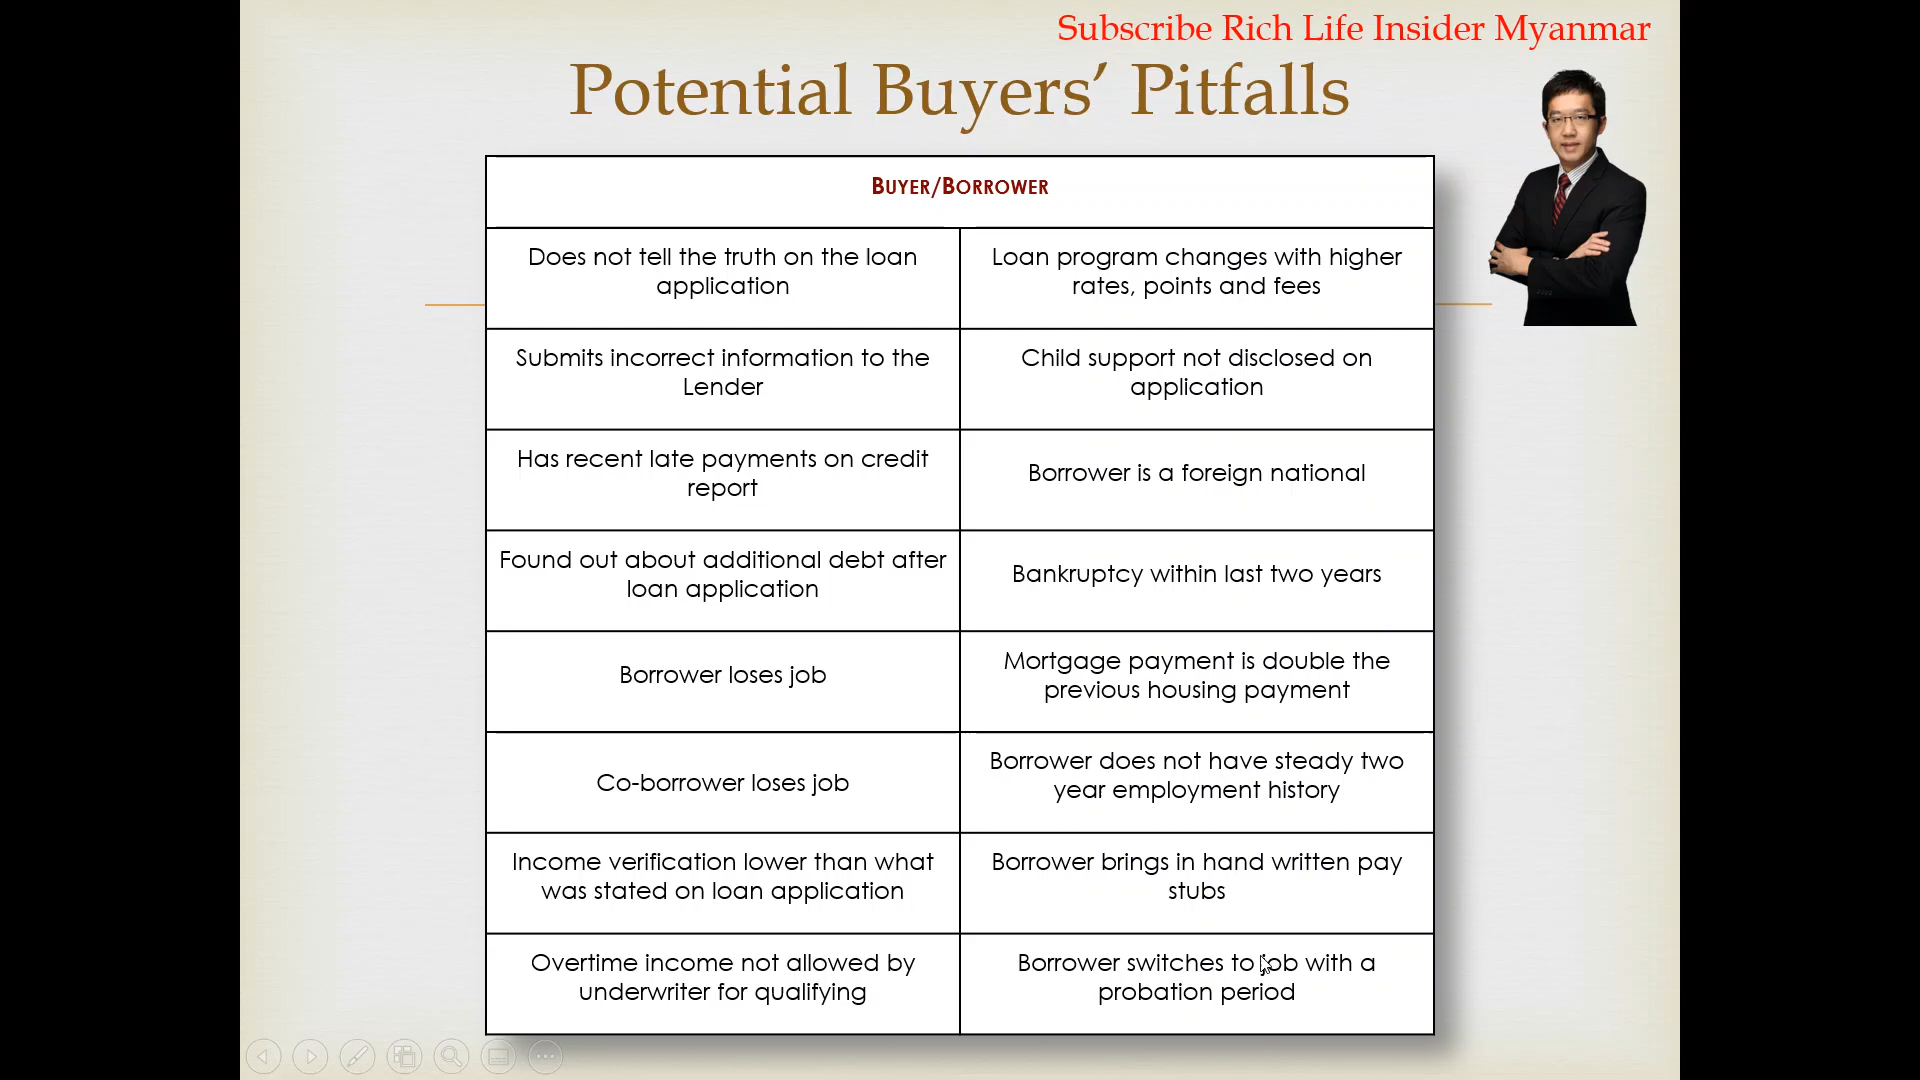 Subscribe Rich Life Insider Myanmar
Potential Buyers’ Pitfalls
BUYER/BORROWER
Does not tell the truth on the loan
application
Loan program changes with higher
rates, points and fees
Submits incorrect information to the
Lender
Child support not disclosed on
application
Has recent late payments on credit
report
Borrower is a foreign national
Found out about additional debt after
loan application
Bankruptcy within last two years
Borrower loses job
Mortgage payment is double the
previous housing payment
Co-borrower loses job
Borrower does not have steady two
year employment history
Income verification lower than what
was stated on loan application
Borrower brings in hand written pay
stubs
Overtime income not allowed by
underwriter for qualifying
Borrower switches to job with a
probation period